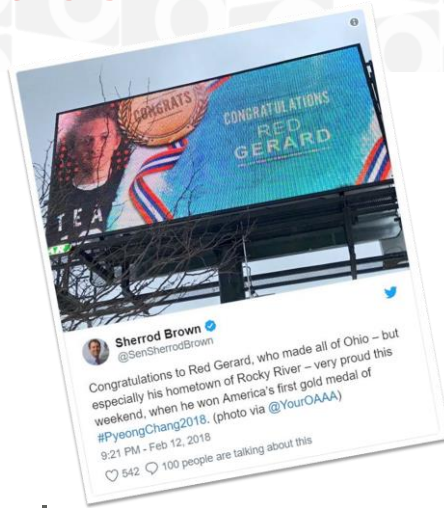 CONGRATS
CONGRATULATIONS
RED
GERARD
TEA
Sherrod Brown
@SenSherrodBrown
Congratulations to Red Gerard, who made all of Ohio – but
especially his hometown of Rocky River – very proud this
weekend, when he won America's first gold medal of
#PyeongChang2018. (photo via @YourOAAA)
9:21 PM - Feb 12, 2018
542 100 people are talking about this